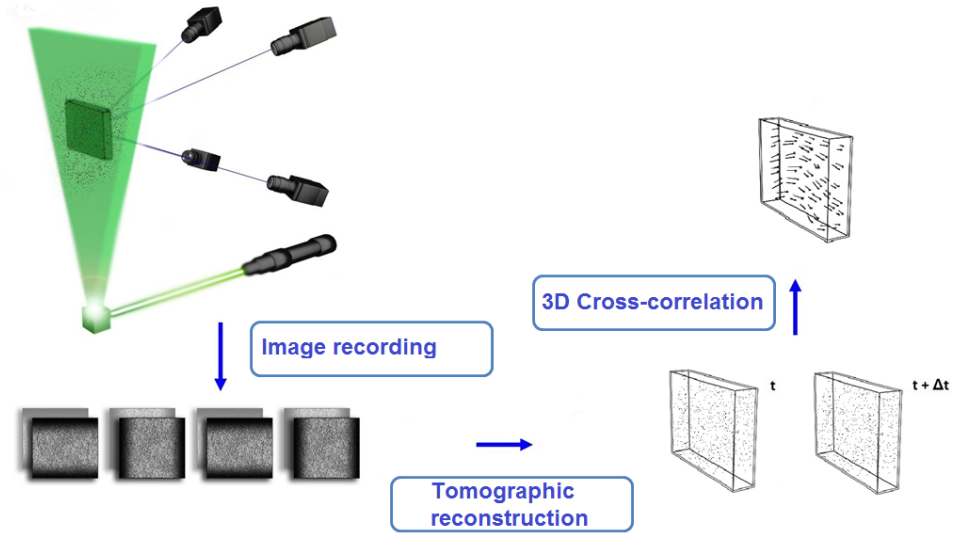 Image recording
Tomographic
reconstruction
t
t + Δt
3D Cross-correlation